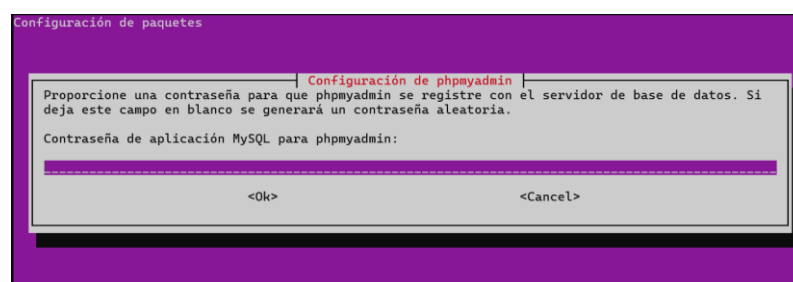 Configuración de paquetes
Configuración de phpmyadmin
Proporcione una contraseña para que phpmyadmin se registre con el servidor de base de datos. Si
deja este campo en blanco se generará un contraseña aleatoria.
Contraseña de aplicación MySQL para phpmyadmin:
<Ok> <Cancel>